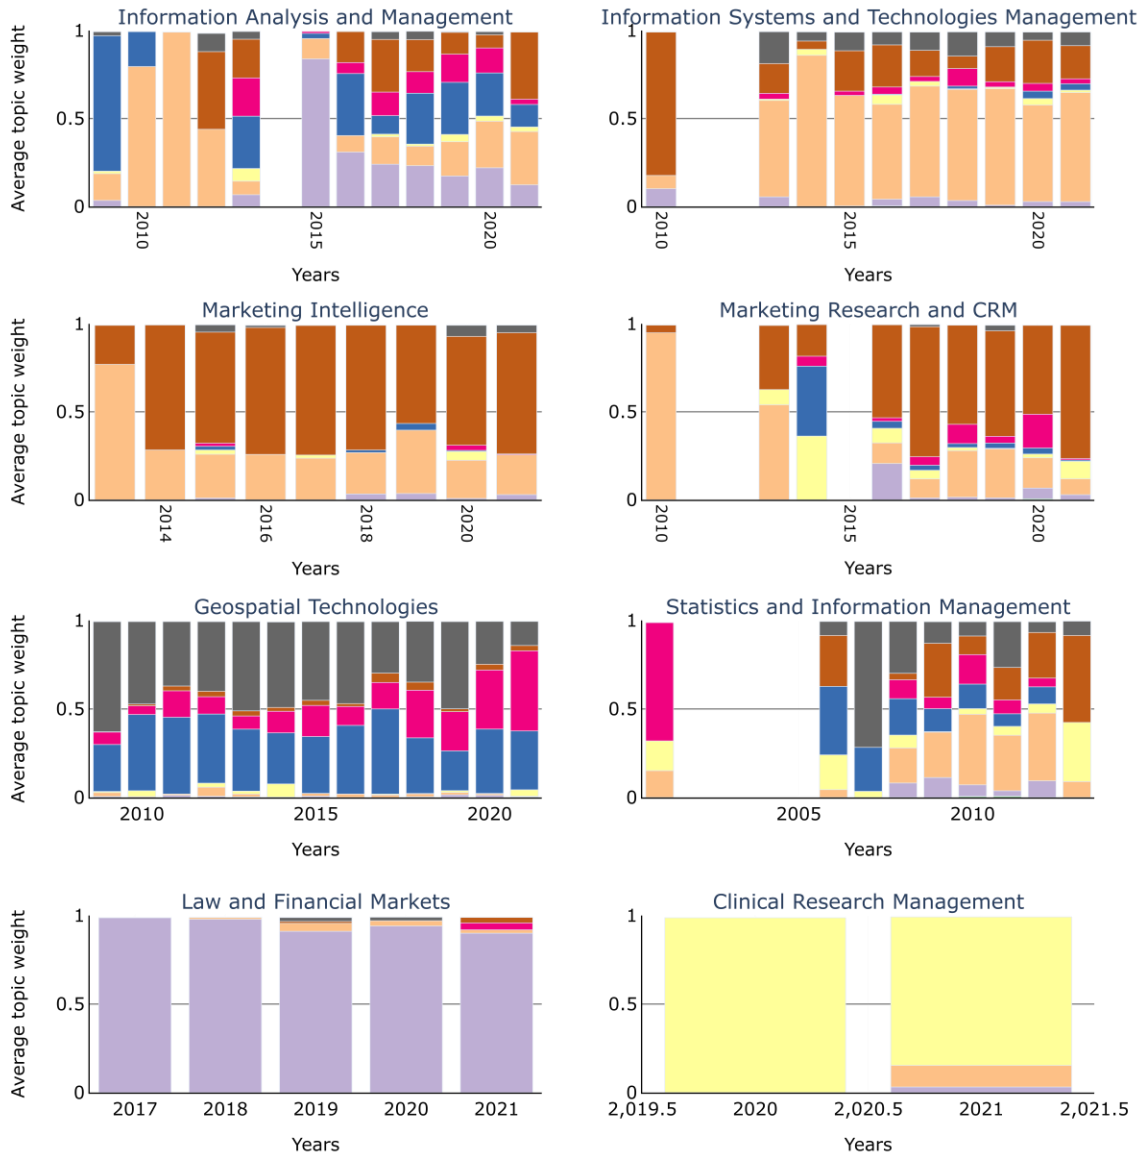 Information Analysis and Management
Information Systems and Technologies Management
Average topic weight
1
0.5
0
2010
2015
2020
Years
1
0.5
0
2010
2015
2020
Years
Marketing Intelligence
Marketing Research and CRM
Average topic weight
1
0.5
0
2014
2016
2018
2020
Years
1
0.5
0
2010
2015
2020
Years
Geospatial Technologies
Statistics and Information Management
Average topic weight
1
0.5
0
2010
2015
2020
Years
1
0.5
0
2005
2010
Years
Law and Financial Markets
Clinical Research Management
Average topic weight
1
0.5
0
2017
2018
2019
2020
2021
Years
1
0.5
0
2,019.5
2020
2,020.5
2021
2,021.5
Years